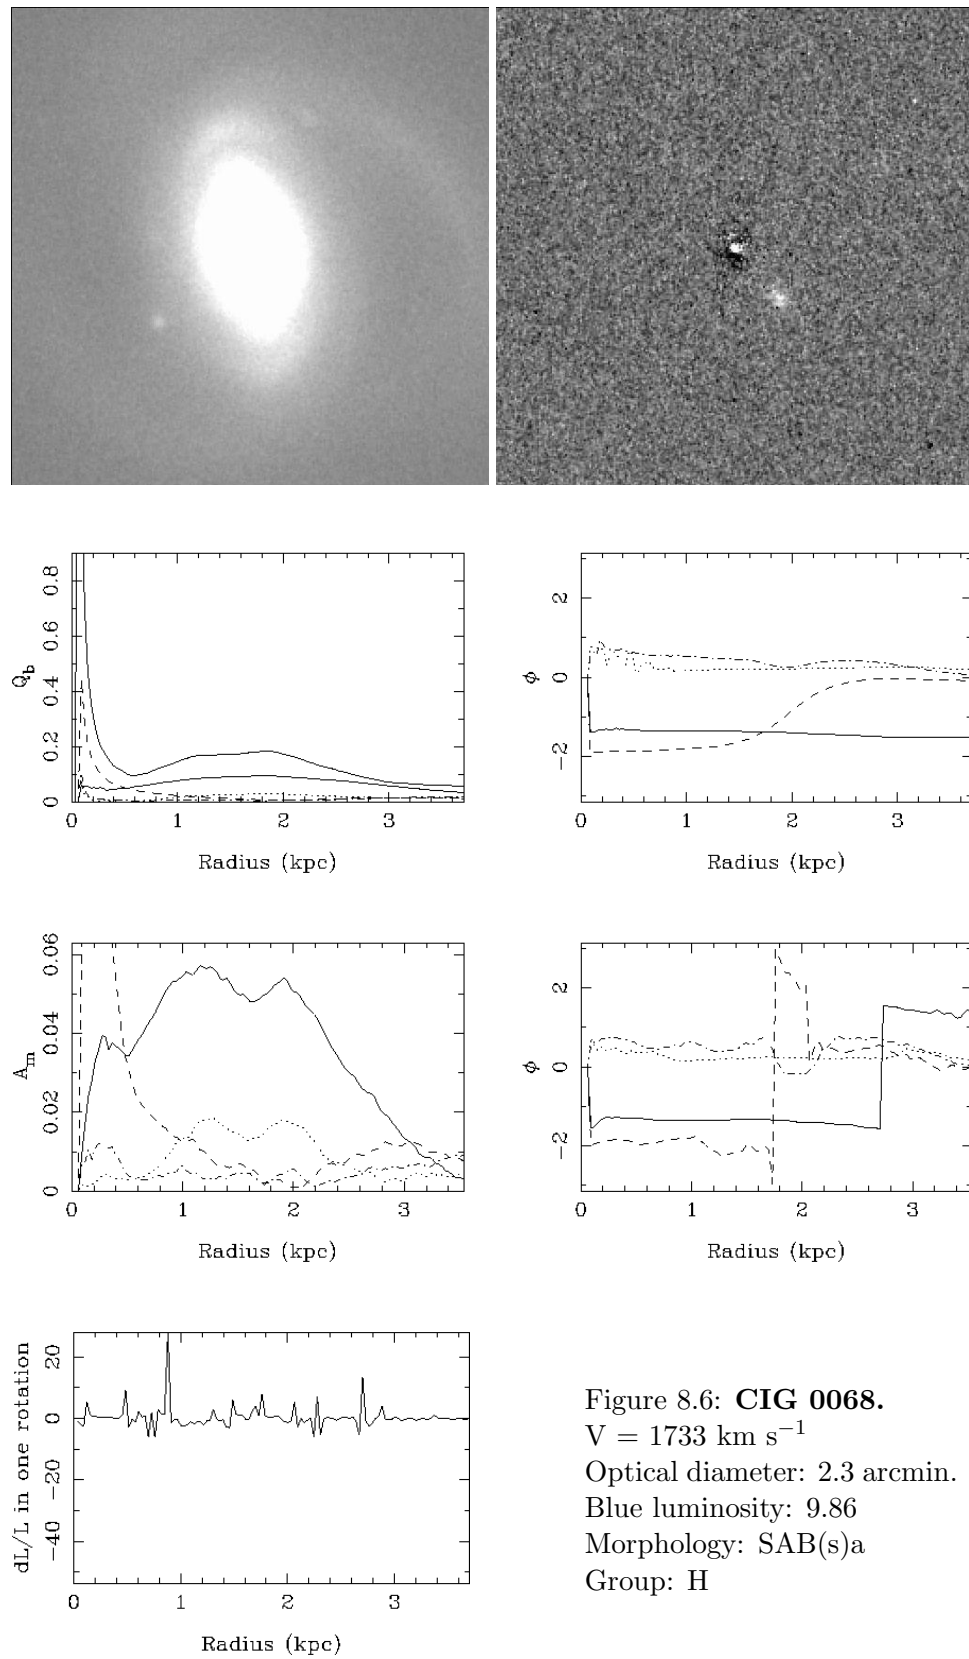 0 0.2 0.4 0.6 0.8
Q_b
0 1 2 3
Radius (kpc)
−2 0 2
ϕ
0 1 2 3
Radius (kpc)
0 0.02 0.04 0.06
A_m
0 1 2 3
Radius (kpc)
−2 0 2
ϕ
0 1 2 3
Radius (kpc)
−40 −20 0 20
dL/L in one rotation
0 1 2 3
Radius (kpc)
Figure 8.6: CIG 0068.
V = 1733 km s⁻¹
Optical diameter: 2.3 arcmin.
Blue luminosity: 9.86
Morphology: SAB(s)a
Group: H